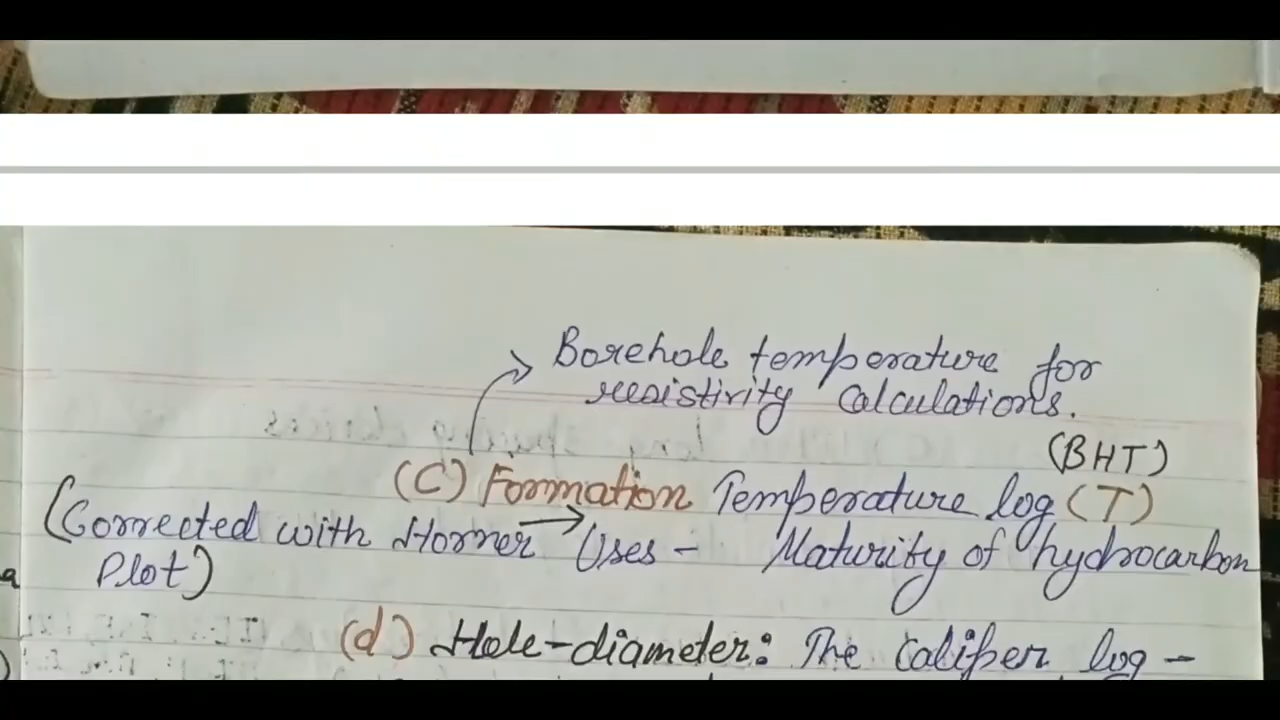 Borehole temperature for
resistivity Calculations.
(BHT)
(C) Formation Temperature log (T)
(Corrected with Horner → Uses - Maturity of hydrocarbon
Plot)
(d) Hole-diameter: The Caliper log -